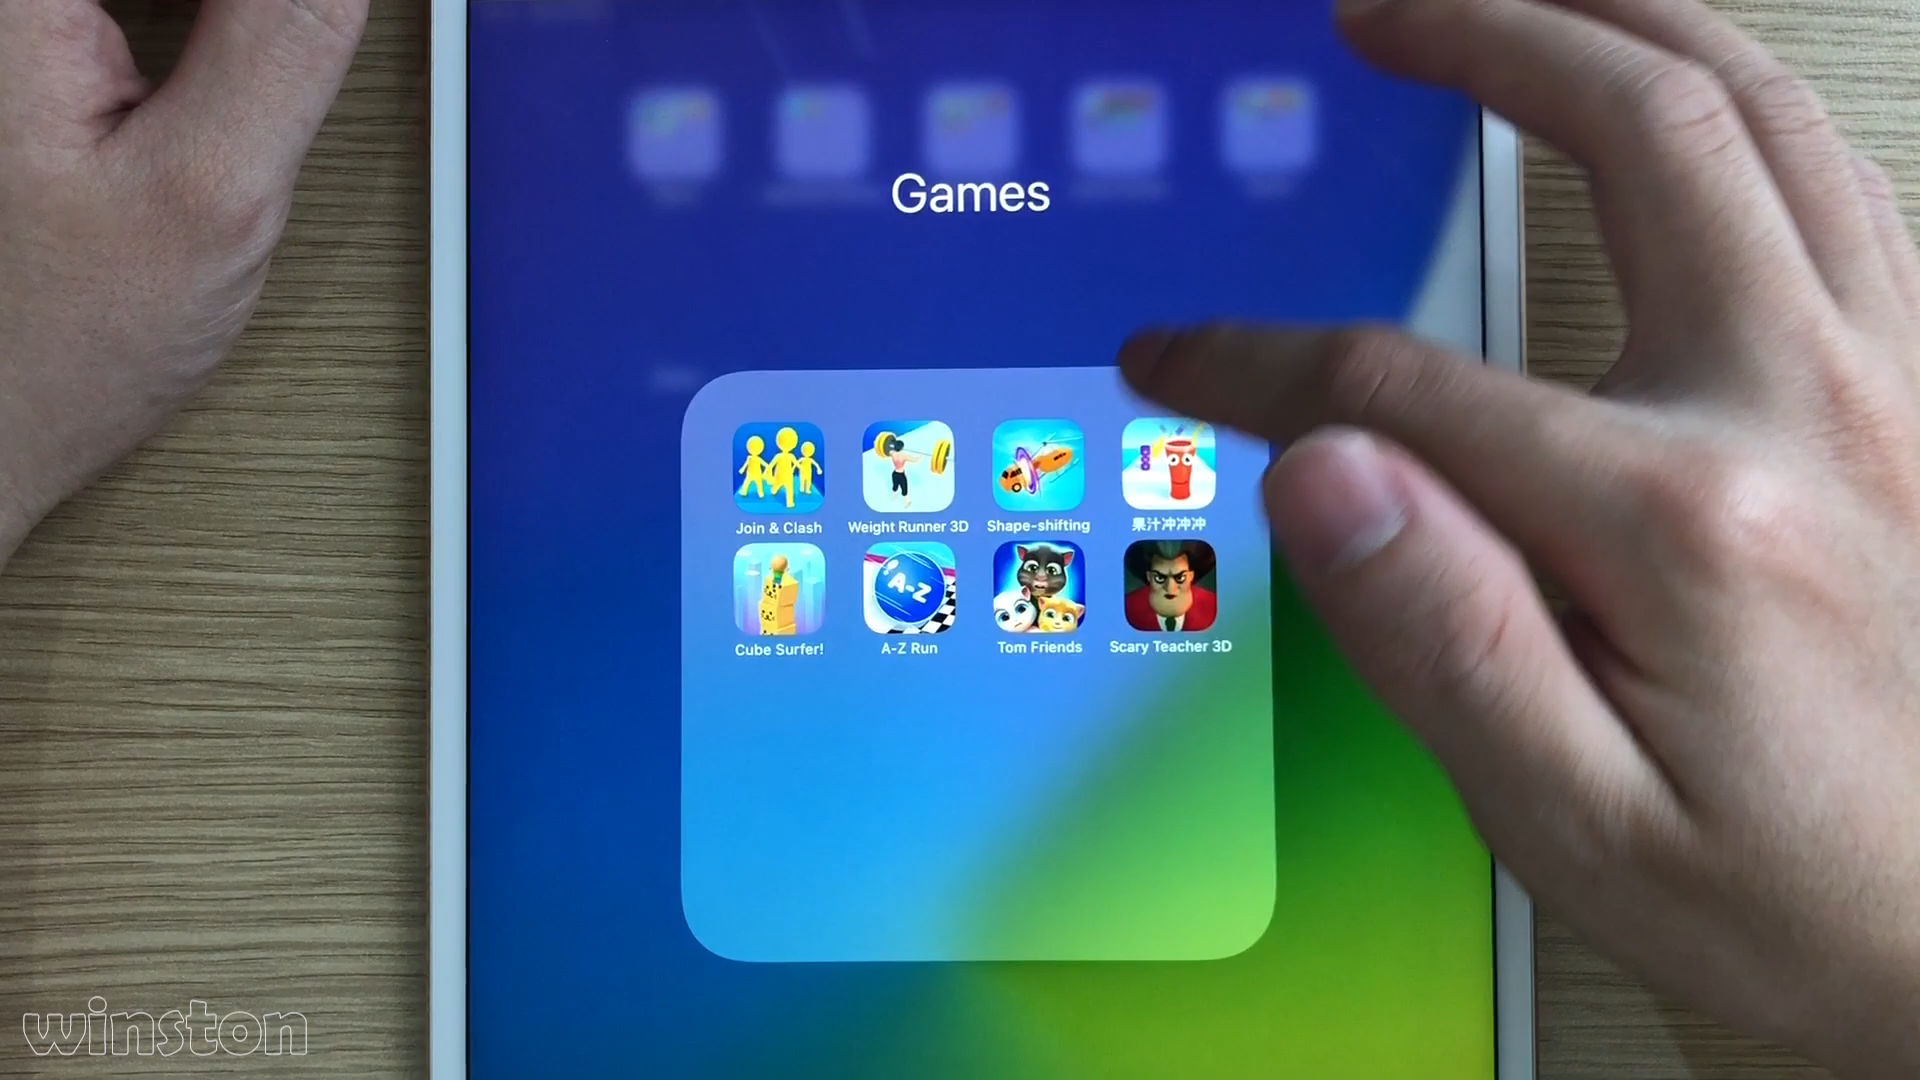 Games
Join & Clash
Weight Runner 3D
Shape-shifting
果汁冲冲冲
Cube Surfer!
A-Z
A-Z Run
Tom Friends
Scary Teacher 3D
winston